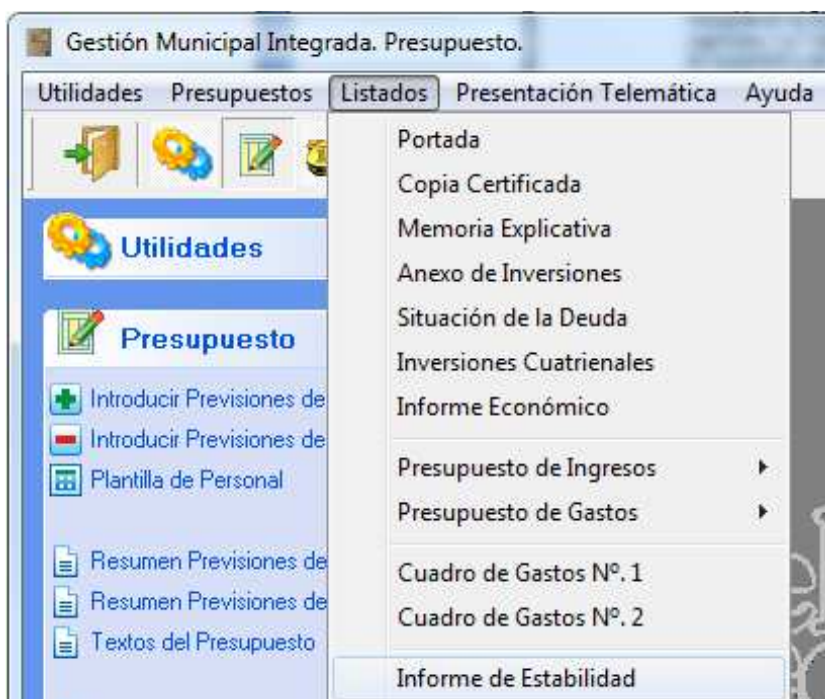 Gestión Municipal Integrada. Presupuesto.
Utilidades Presupuestos Listados Presentación Telemática Ayuda
Portada
Copia Certificada
Memoria Explicativa
Anexo de Inversiones
Situación de la Deuda
Inversiones Cuatrienales
Informe Económico
Presupuesto de Ingresos
Presupuesto de Gastos
Cuadro de Gastos Nº. 1
Cuadro de Gastos Nº. 2
Informe de Estabilidad
Utilidades
Presupuesto
Introducir Previsiones de
Introducir Previsiones de
Plantilla de Personal
Resumen Previsiones de
Resumen Previsiones de
Textos del Presupuesto